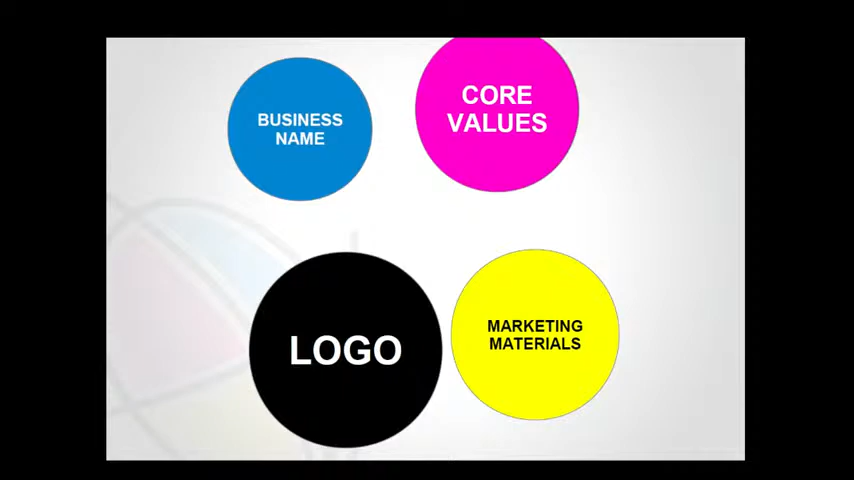 BUSINESS
NAME
CORE
VALUES
LOGO
MARKETING
MATERIALS